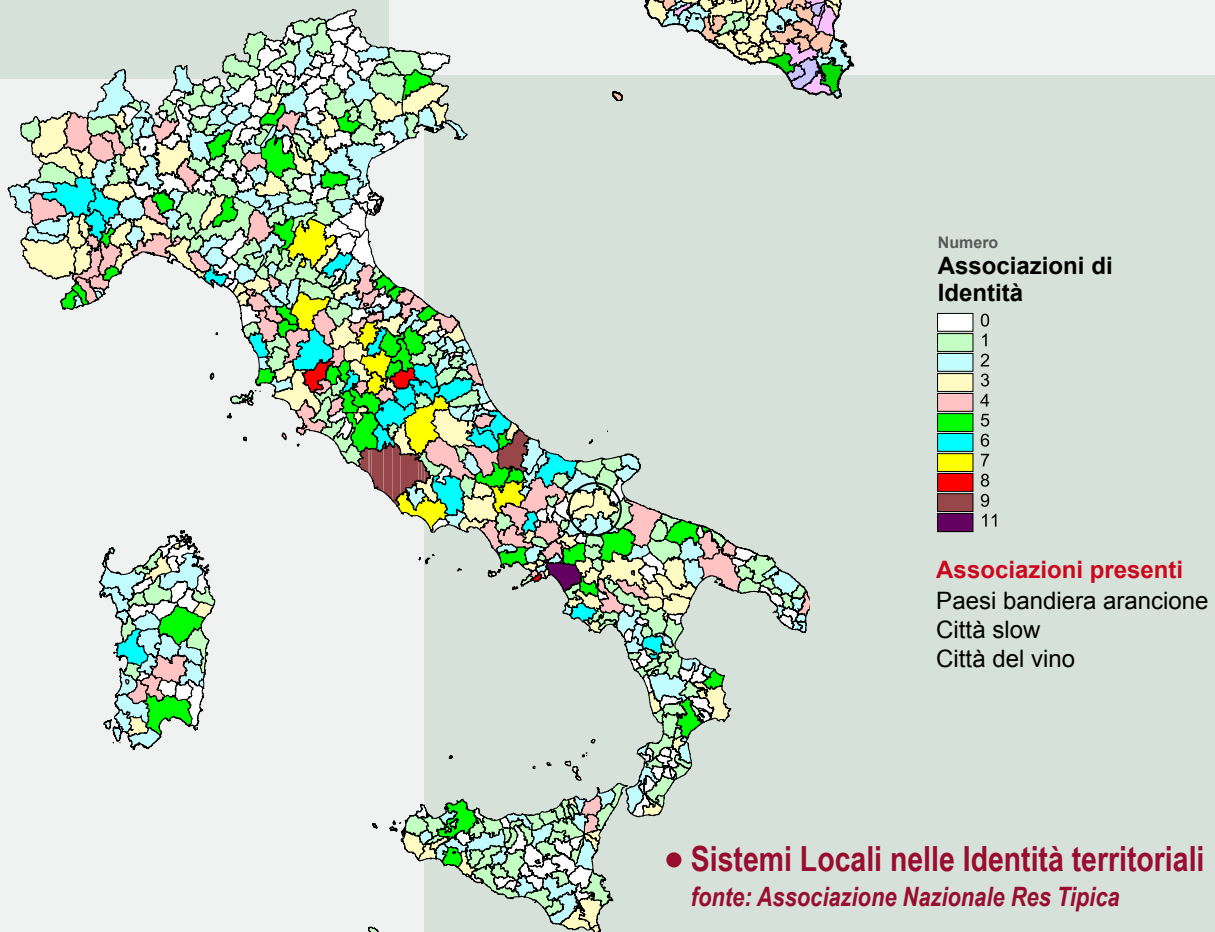 Numero
Associazioni di
Identità
0
1
2
3
4
5
6
7
8
9
11
Associazioni presenti
Paesi bandiera arancione
Città slow
Città del vino
• Sistemi Locali nelle Identità territoriali
fonte: Associazione Nazionale Res Tipica